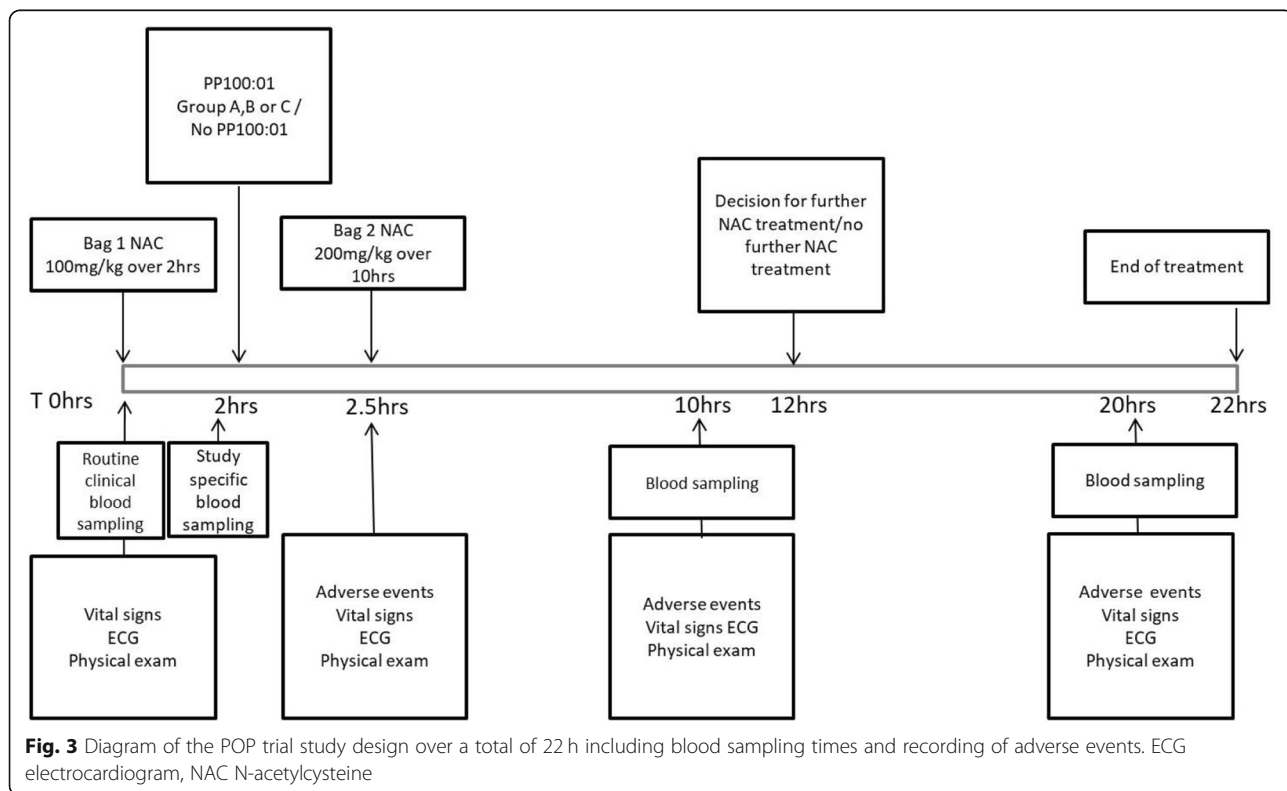 PP100:01
Group A,B or C /
No PP100:01
Bag 1 NAC
100mg/kg over 2hrs
Bag 2 NAC
200mg/kg over
10hrs
Decision for further
NAC treatment/no
further NAC
treatment
End of treatment
T 0hrs
2hrs
2.5hrs
10hrs
12hrs
20hrs
22hrs
Routine
clinical
blood
sampling
Study
specific
blood
sampling
Blood sampling
Blood sampling
Vital signs
ECG
Physical exam
Adverse events
Vital signs
ECG
Physical exam
Adverse events
Vital signs ECG
Physical exam
Adverse events
Vital signs
ECG
Physical exam
Fig. 3 Diagram of the POP trial study design over a total of 22 h including blood sampling times and recording of adverse events. ECG
electrocardiogram, NAC N-acetylcysteine